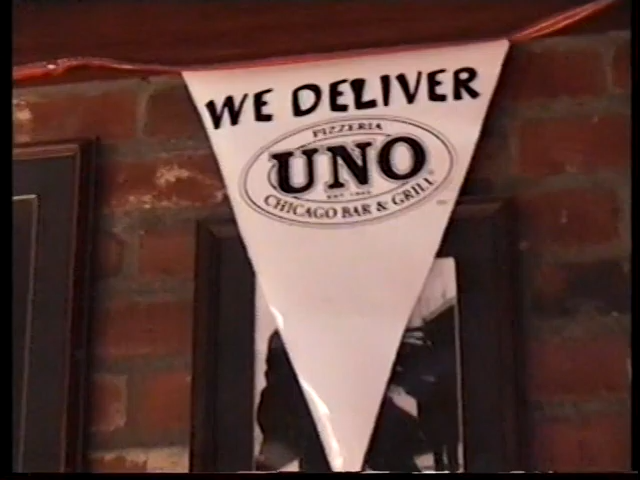 WE DELIVER
PIZZERIA
UNO
EST. 1943
CHICAGO BAR & GRILL